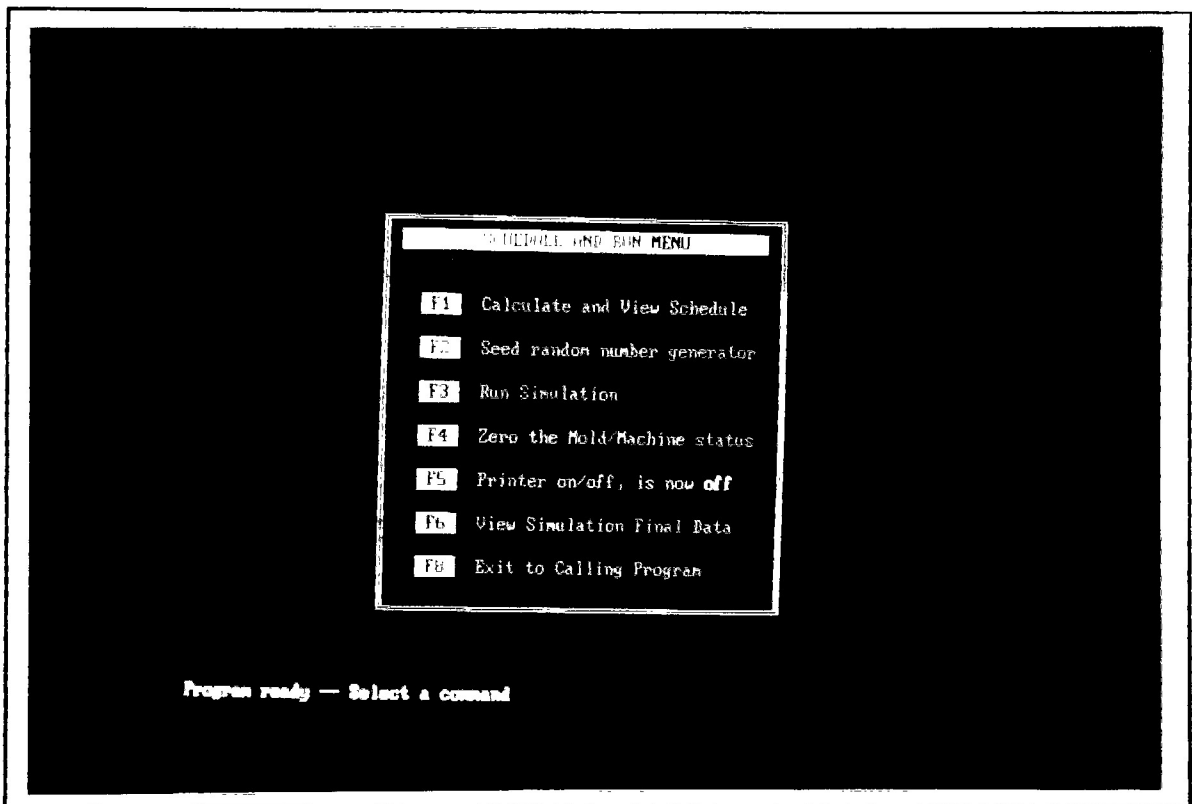 SCHEDULE AND RUN MENU
F1 Calculate and View Schedule
F2 Seed random number generator
F3 Run Simulation
F4 Zero the Mold/Machine status
F5 Printer on/off, is now off
F6 View Simulation Final Data
F8 Exit to Calling Program
Program ready — Select a command